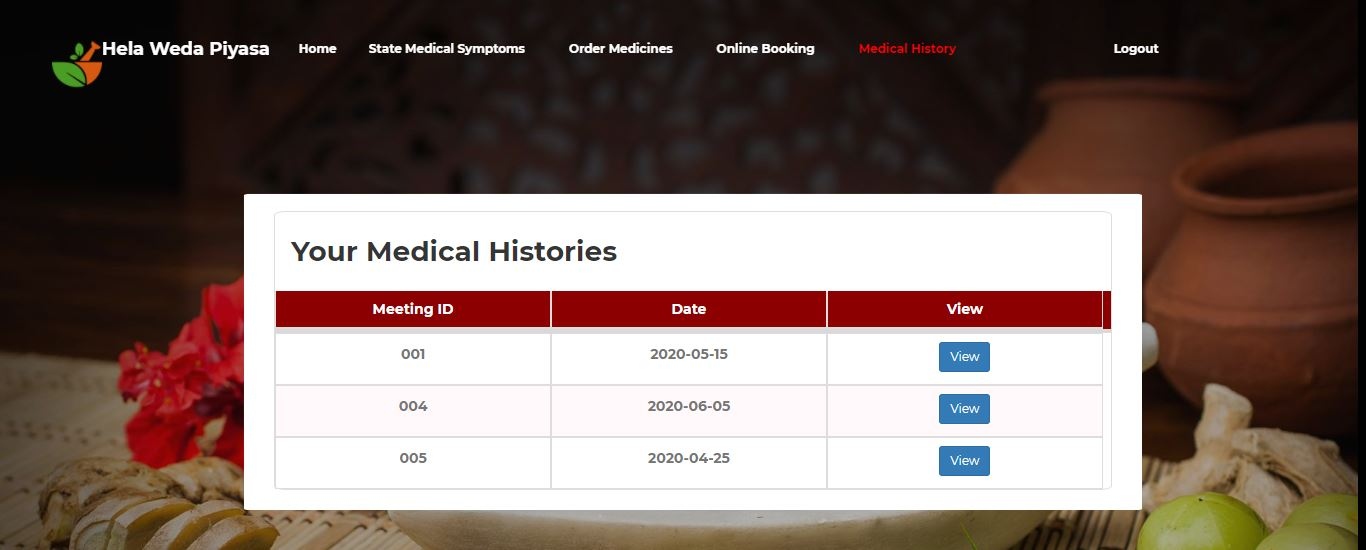 Hela Weda Piyasa Home State Medical Symptoms Order Medicines Online Booking Medical History Logout
Your Medical Histories
Meeting ID Date View
001 2020-05-15 View
004 2020-06-05 View
005 2020-04-25 View